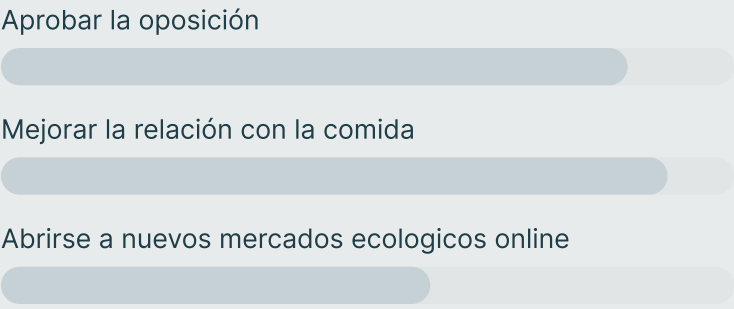 Aprobar la oposición
Mejorar la relación con la comida
Abrirse a nuevos mercados ecologicos online